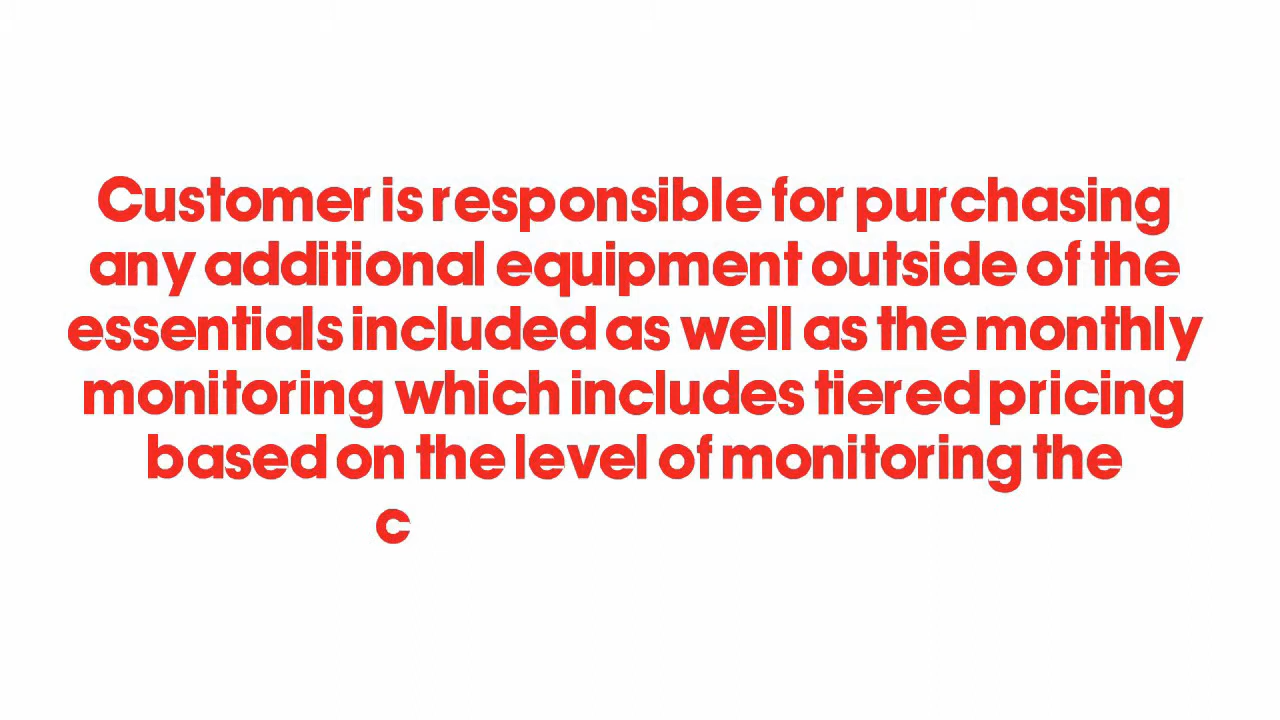 Customer is responsible for purchasing
any additional equipment outside of the
essentials included as well as the monthly
monitoring which includes tiered pricing
based on the level of monitoring the
c